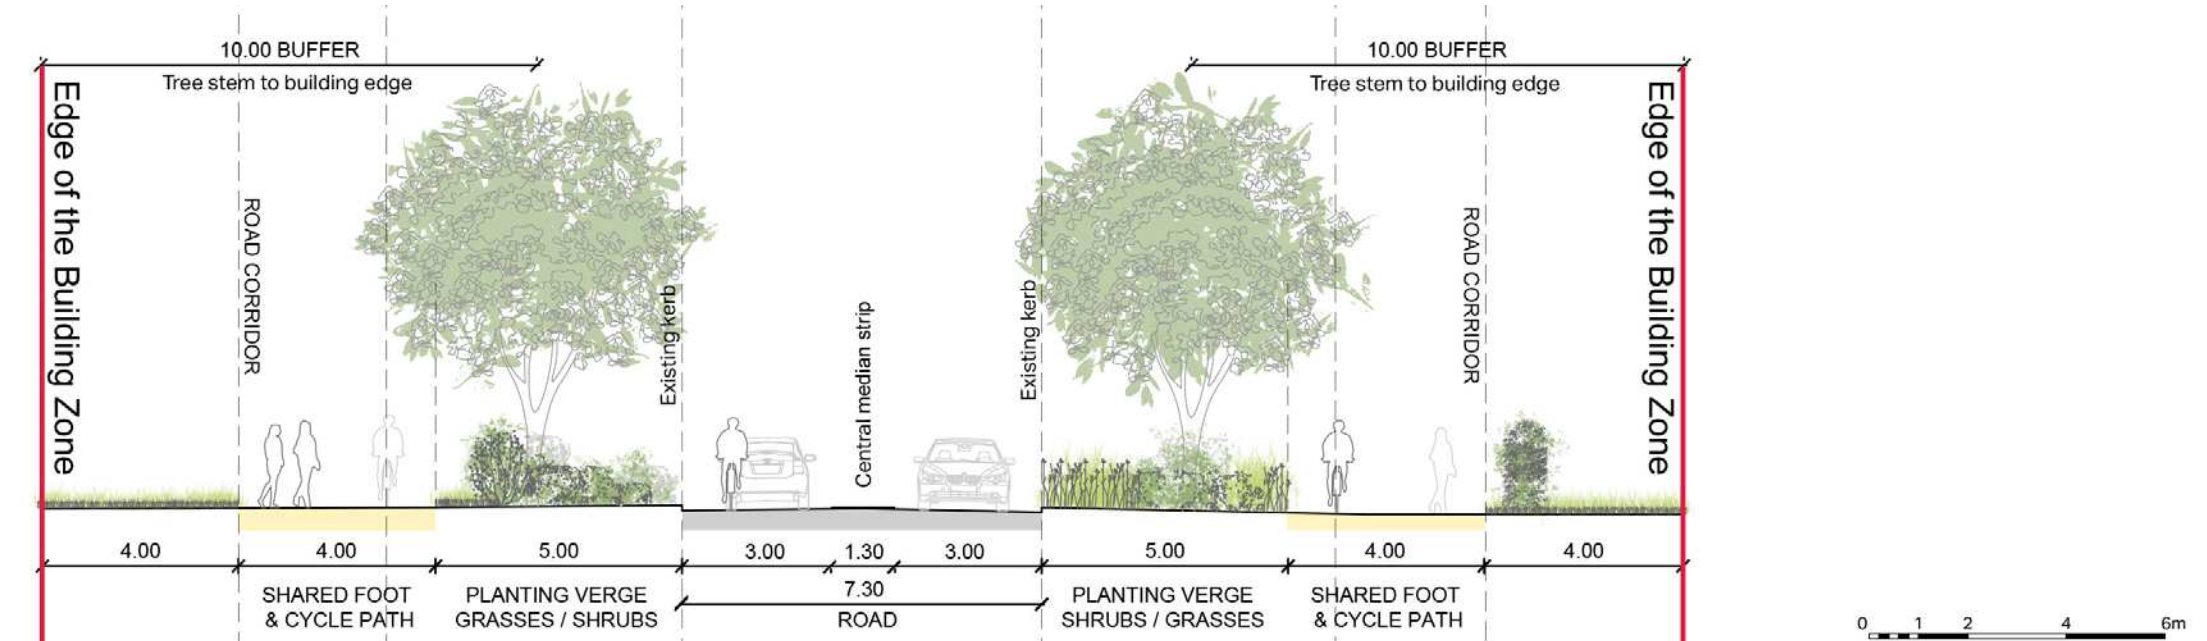 10.00 BUFFER
Tree stem to building edge
10.00 BUFFER
Tree stem to building edge
Edge of the Building Zone
ROAD CORRIDOR
Existing kerb
Central median strip
Existing kerb
ROAD CORRIDOR
Edge of the Building Zone
4.00
4.00
5.00
3.00
1.30
3.00
5.00
4.00
4.00
SHARED FOOT
& CYCLE PATH
PLANTING VERGE
GRASSES / SHRUBS
7.30
ROAD
PLANTING VERGE
SHRUBS / GRASSES
SHARED FOOT
& CYCLE PATH
0 1 2 4 6m